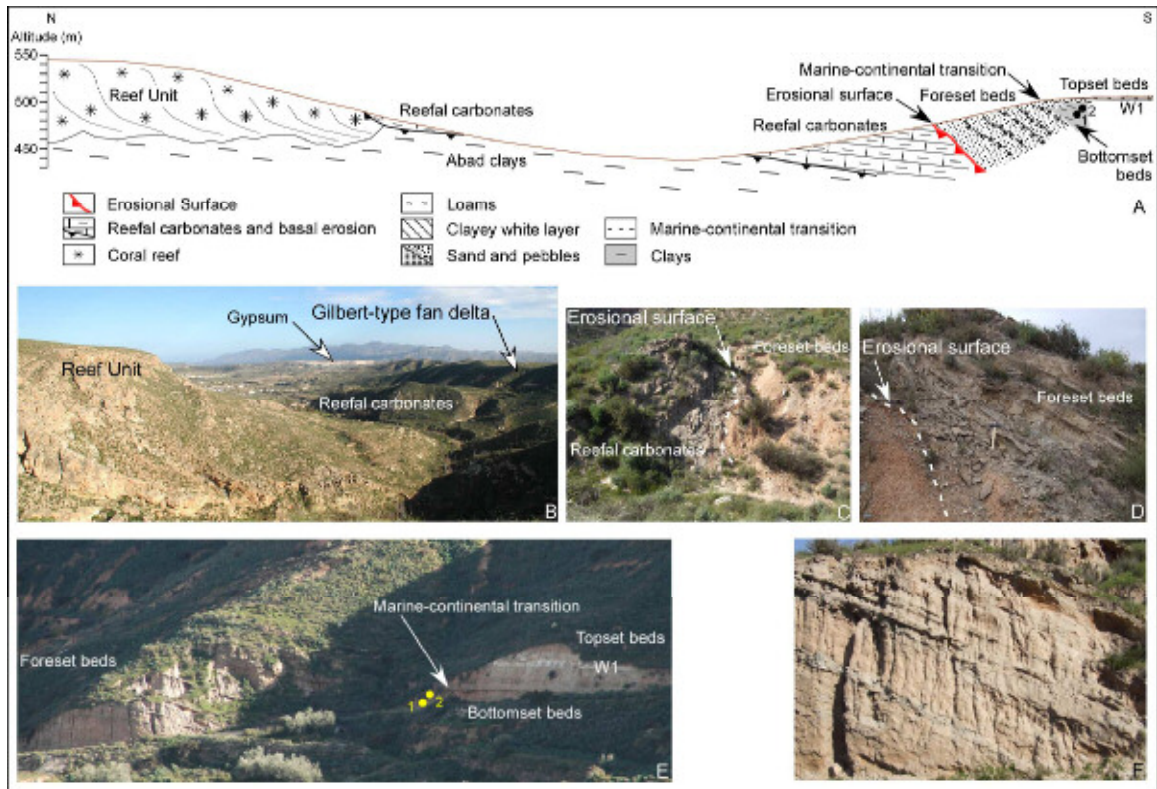 N
S
Altitude (m)
550
500
450
Reef Unit
Reefal carbonates
Abad clays
Marine-continental transition
Topset beds
Erosional surface
Foreset beds
W1
Reefal carbonates
2
1
Bottomset
beds
A
Erosional Surface
Loams
Reefal carbonates and basal erosion
Clayey white layer
Marine-continental transition
Coral reef
Sand and pebbles
Clays
Gypsum
Gilbert-type fan delta
Reef Unit
Reefal carbonates
B
Erosional surface
Foreset beds
Reefal carbonates
C
Erosional surface
Foreset beds
D
Marine-continental transition
Topset beds
Foreset beds
W1
1
2
Bottomset beds
E
F